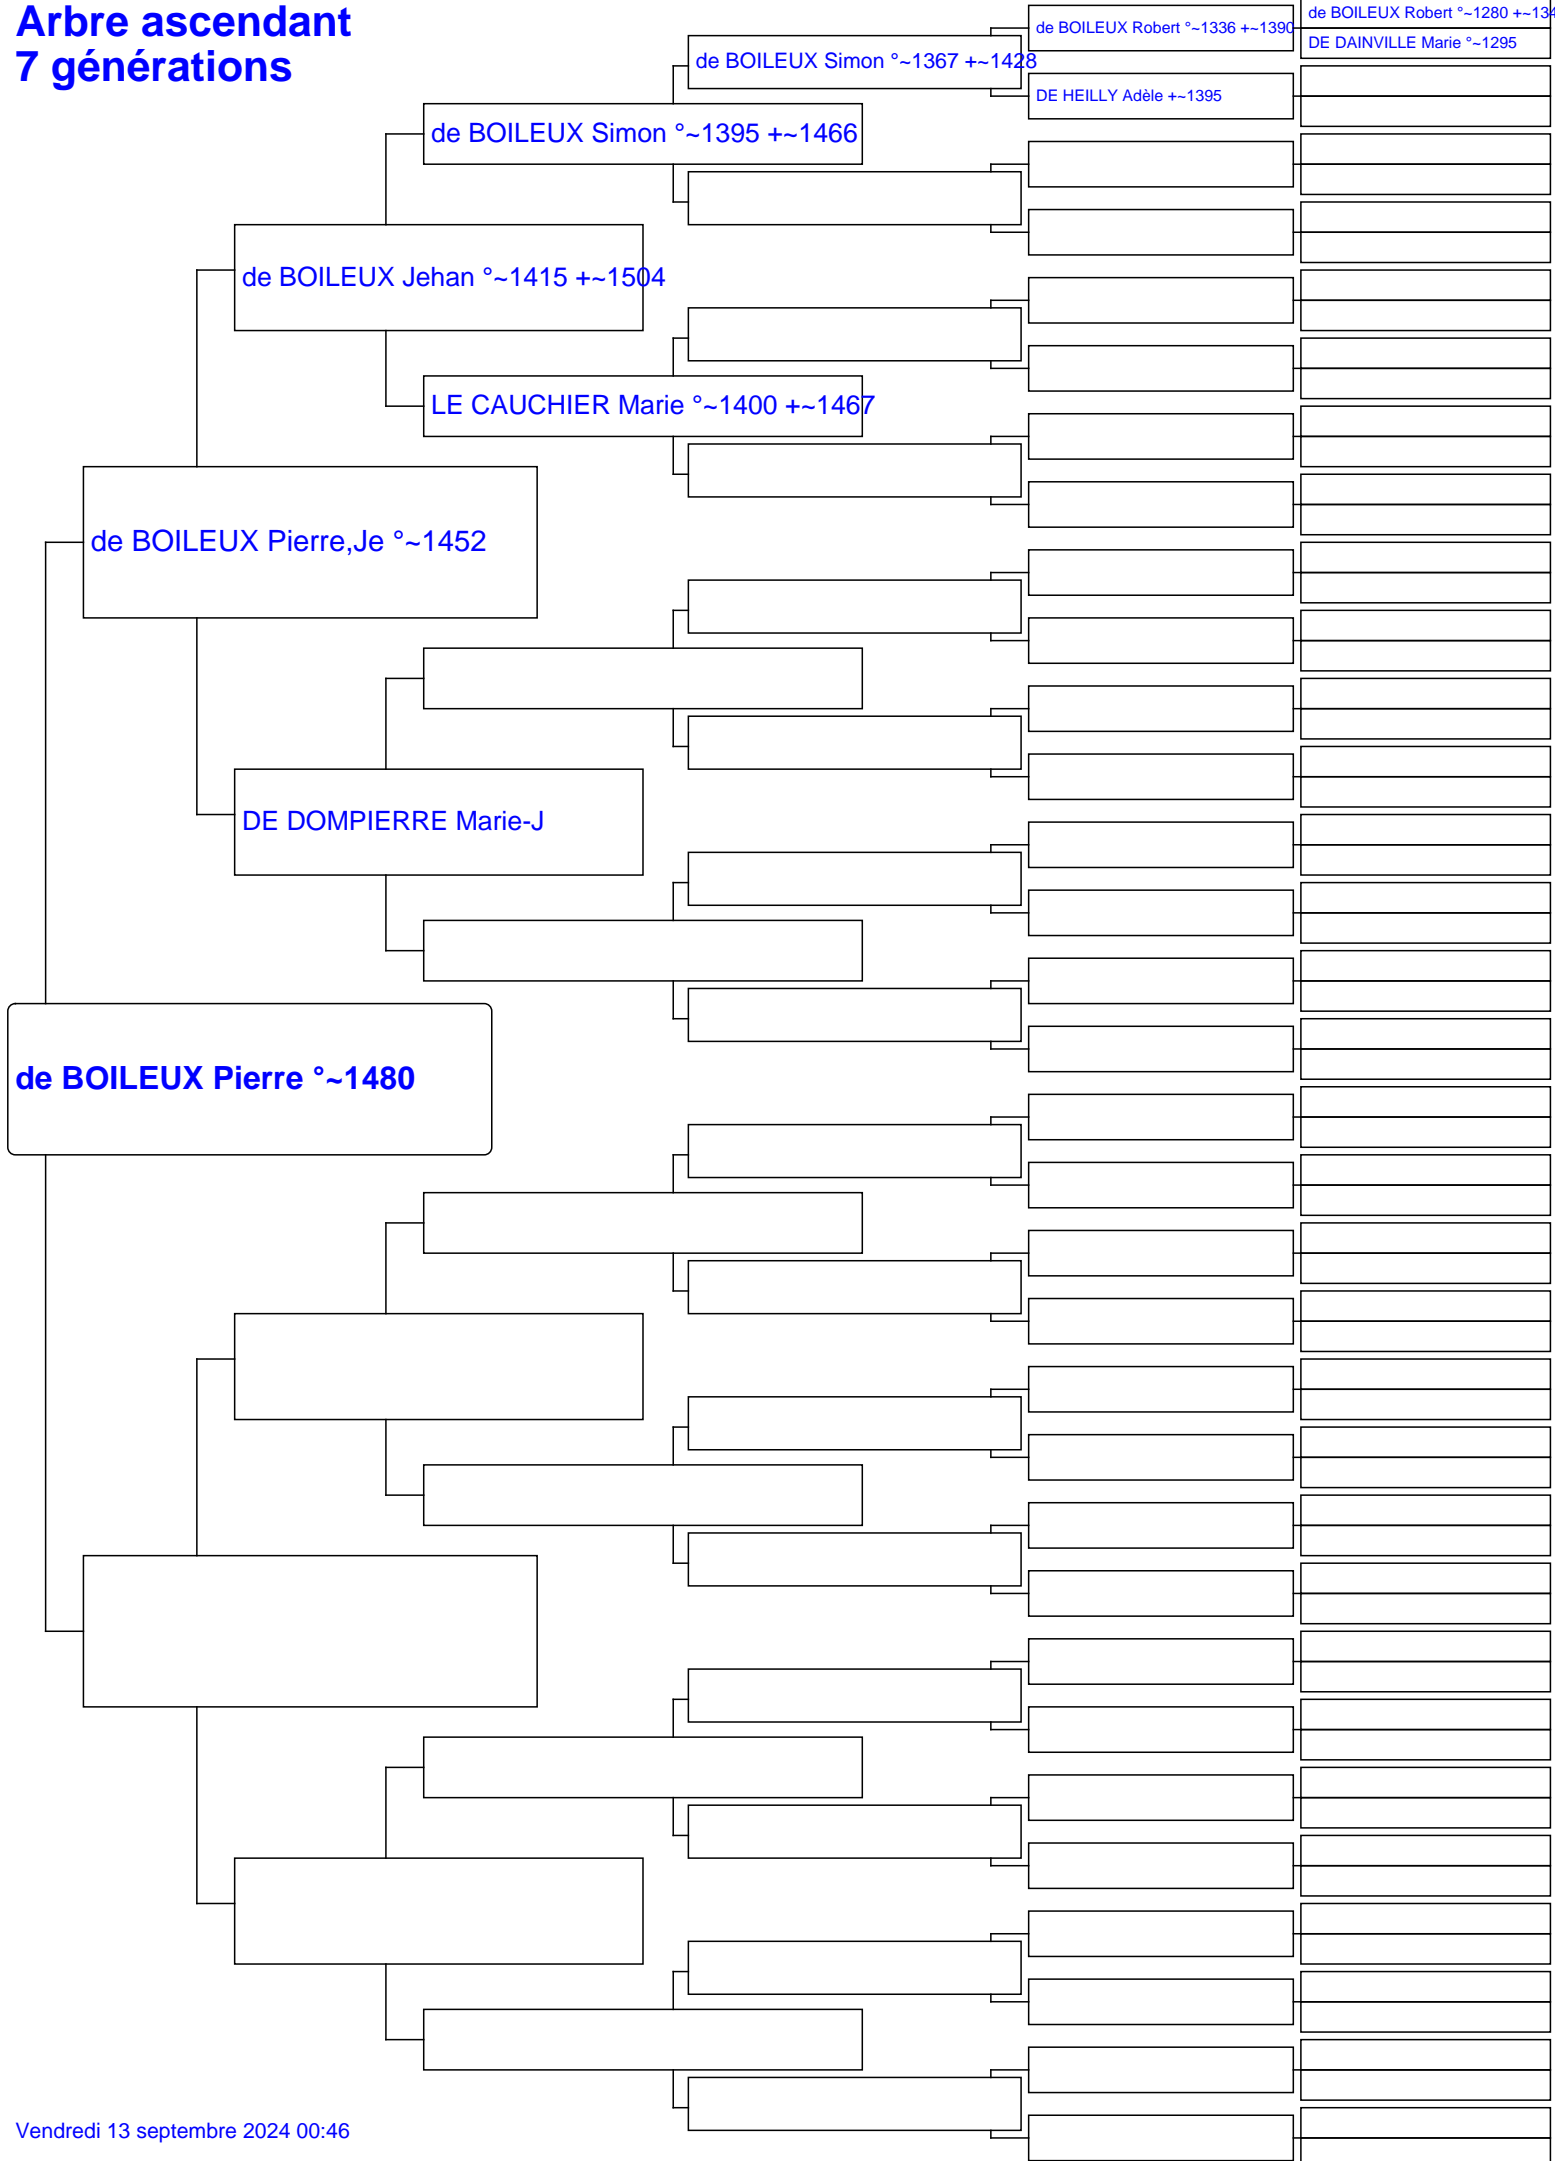 Arbre ascendant
7 générations
de BOILEUX Robert °~1280 +~134
de BOILEUX Robert °~1336 +~1390
DE DAINVILLE Marie °~1295
de BOILEUX Simon °~1367 +~1428
DE HEILLY Adèle +~1395
de BOILEUX Simon °~1395 +~1466
de BOILEUX Jehan °~1415 +~1504
LE CAUCHIER Marie °~1400 +~1467
de BOILEUX Pierre,Je °~1452
DE DOMPIERRE Marie-J
de BOILEUX Pierre °~1480
Vendredi 13 septembre 2024 00:46